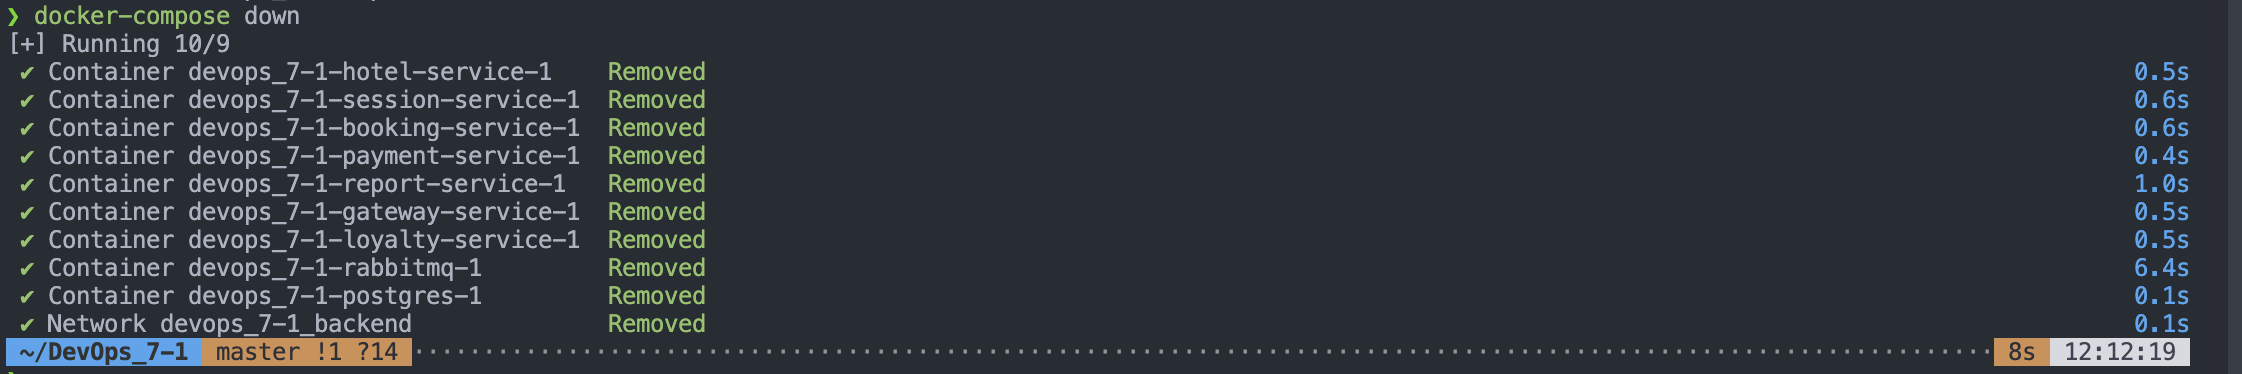 ❯ docker-compose down
[+] Running 10/9
✔ Container devops_7-1-hotel-service-1 Removed 0.5s
✔ Container devops_7-1-session-service-1 Removed 0.6s
✔ Container devops_7-1-booking-service-1 Removed 0.6s
✔ Container devops_7-1-payment-service-1 Removed 0.4s
✔ Container devops_7-1-report-service-1 Removed 1.0s
✔ Container devops_7-1-gateway-service-1 Removed 0.5s
✔ Container devops_7-1-loyalty-service-1 Removed 0.5s
✔ Container devops_7-1-rabbitmq-1 Removed 6.4s
✔ Container devops_7-1-postgres-1 Removed 0.1s
✔ Network devops_7-1_backend Removed 0.1s
~/DevOps_7-1 master !1 ?14 8s 12:12:19